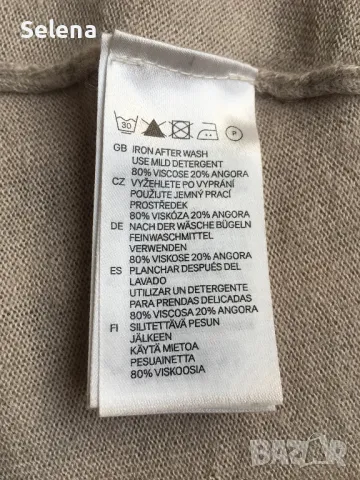 Selena
30
P
GB IRON AFTER WASH
USE MILD DETERGENT
80% VISCOSE 20% ANGORA
CZ VYŽEHLETE PO VYPRÁNÍ
POUŽIJTE JEMNÝ PRACÍ
PROSTŘEDEK
80% VISKÓZA 20% ANGORA
DE NACH DER WÄSCHE BÜGELN
FEINWASCHMITTEL
VERWENDEN
80% VISKOSE 20% ANGORA
ES PLANCHAR DESPUÉS DEL
LAVADO
UTILIZAR UN DETERGENTE
PARA PRENDAS DELICADAS
80% VISCOSA 20% ANGORA
FI SILITETTÄVÄ PESUN
JÄLKEEN
KÄYTÄ MIETOA
PESUAINETTA
80% VISKOOSIA
BAZAR